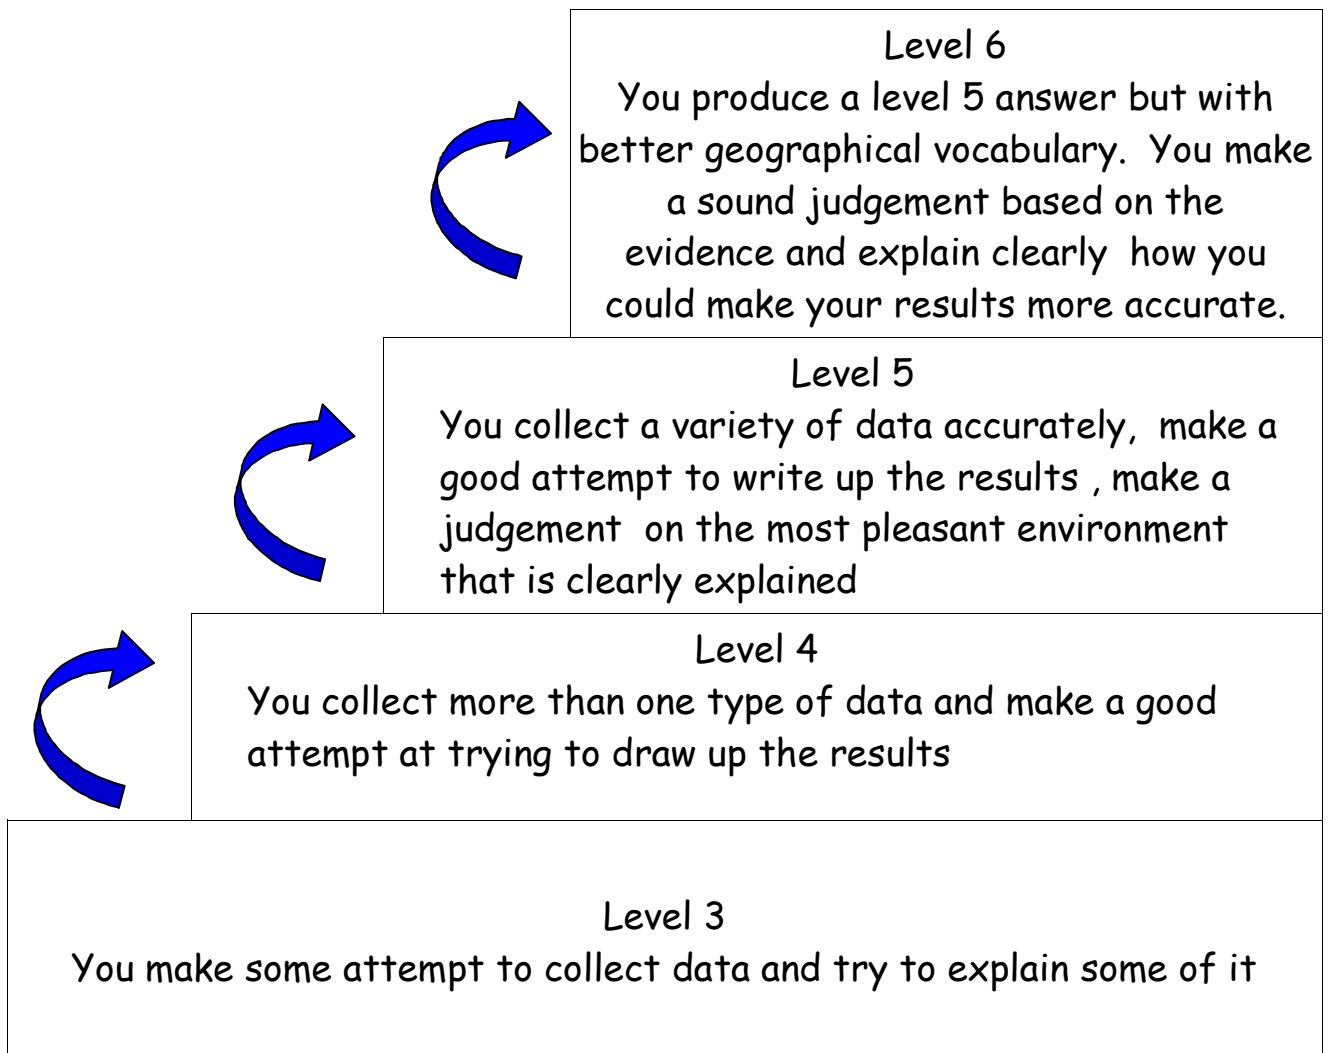 Level 6
You produce a level 5 answer but with
better geographical vocabulary.  You make
a sound judgement based on the
evidence and explain clearly  how you
could make your results more accurate.
Level 5
You collect a variety of data accurately,  make a
good attempt to write up the results , make a
judgement  on the most pleasant environment
that is clearly explained
Level 4
You collect more than one type of data and make a good
attempt at trying to draw up the results
Level 3
You make some attempt to collect data and try to explain some of it